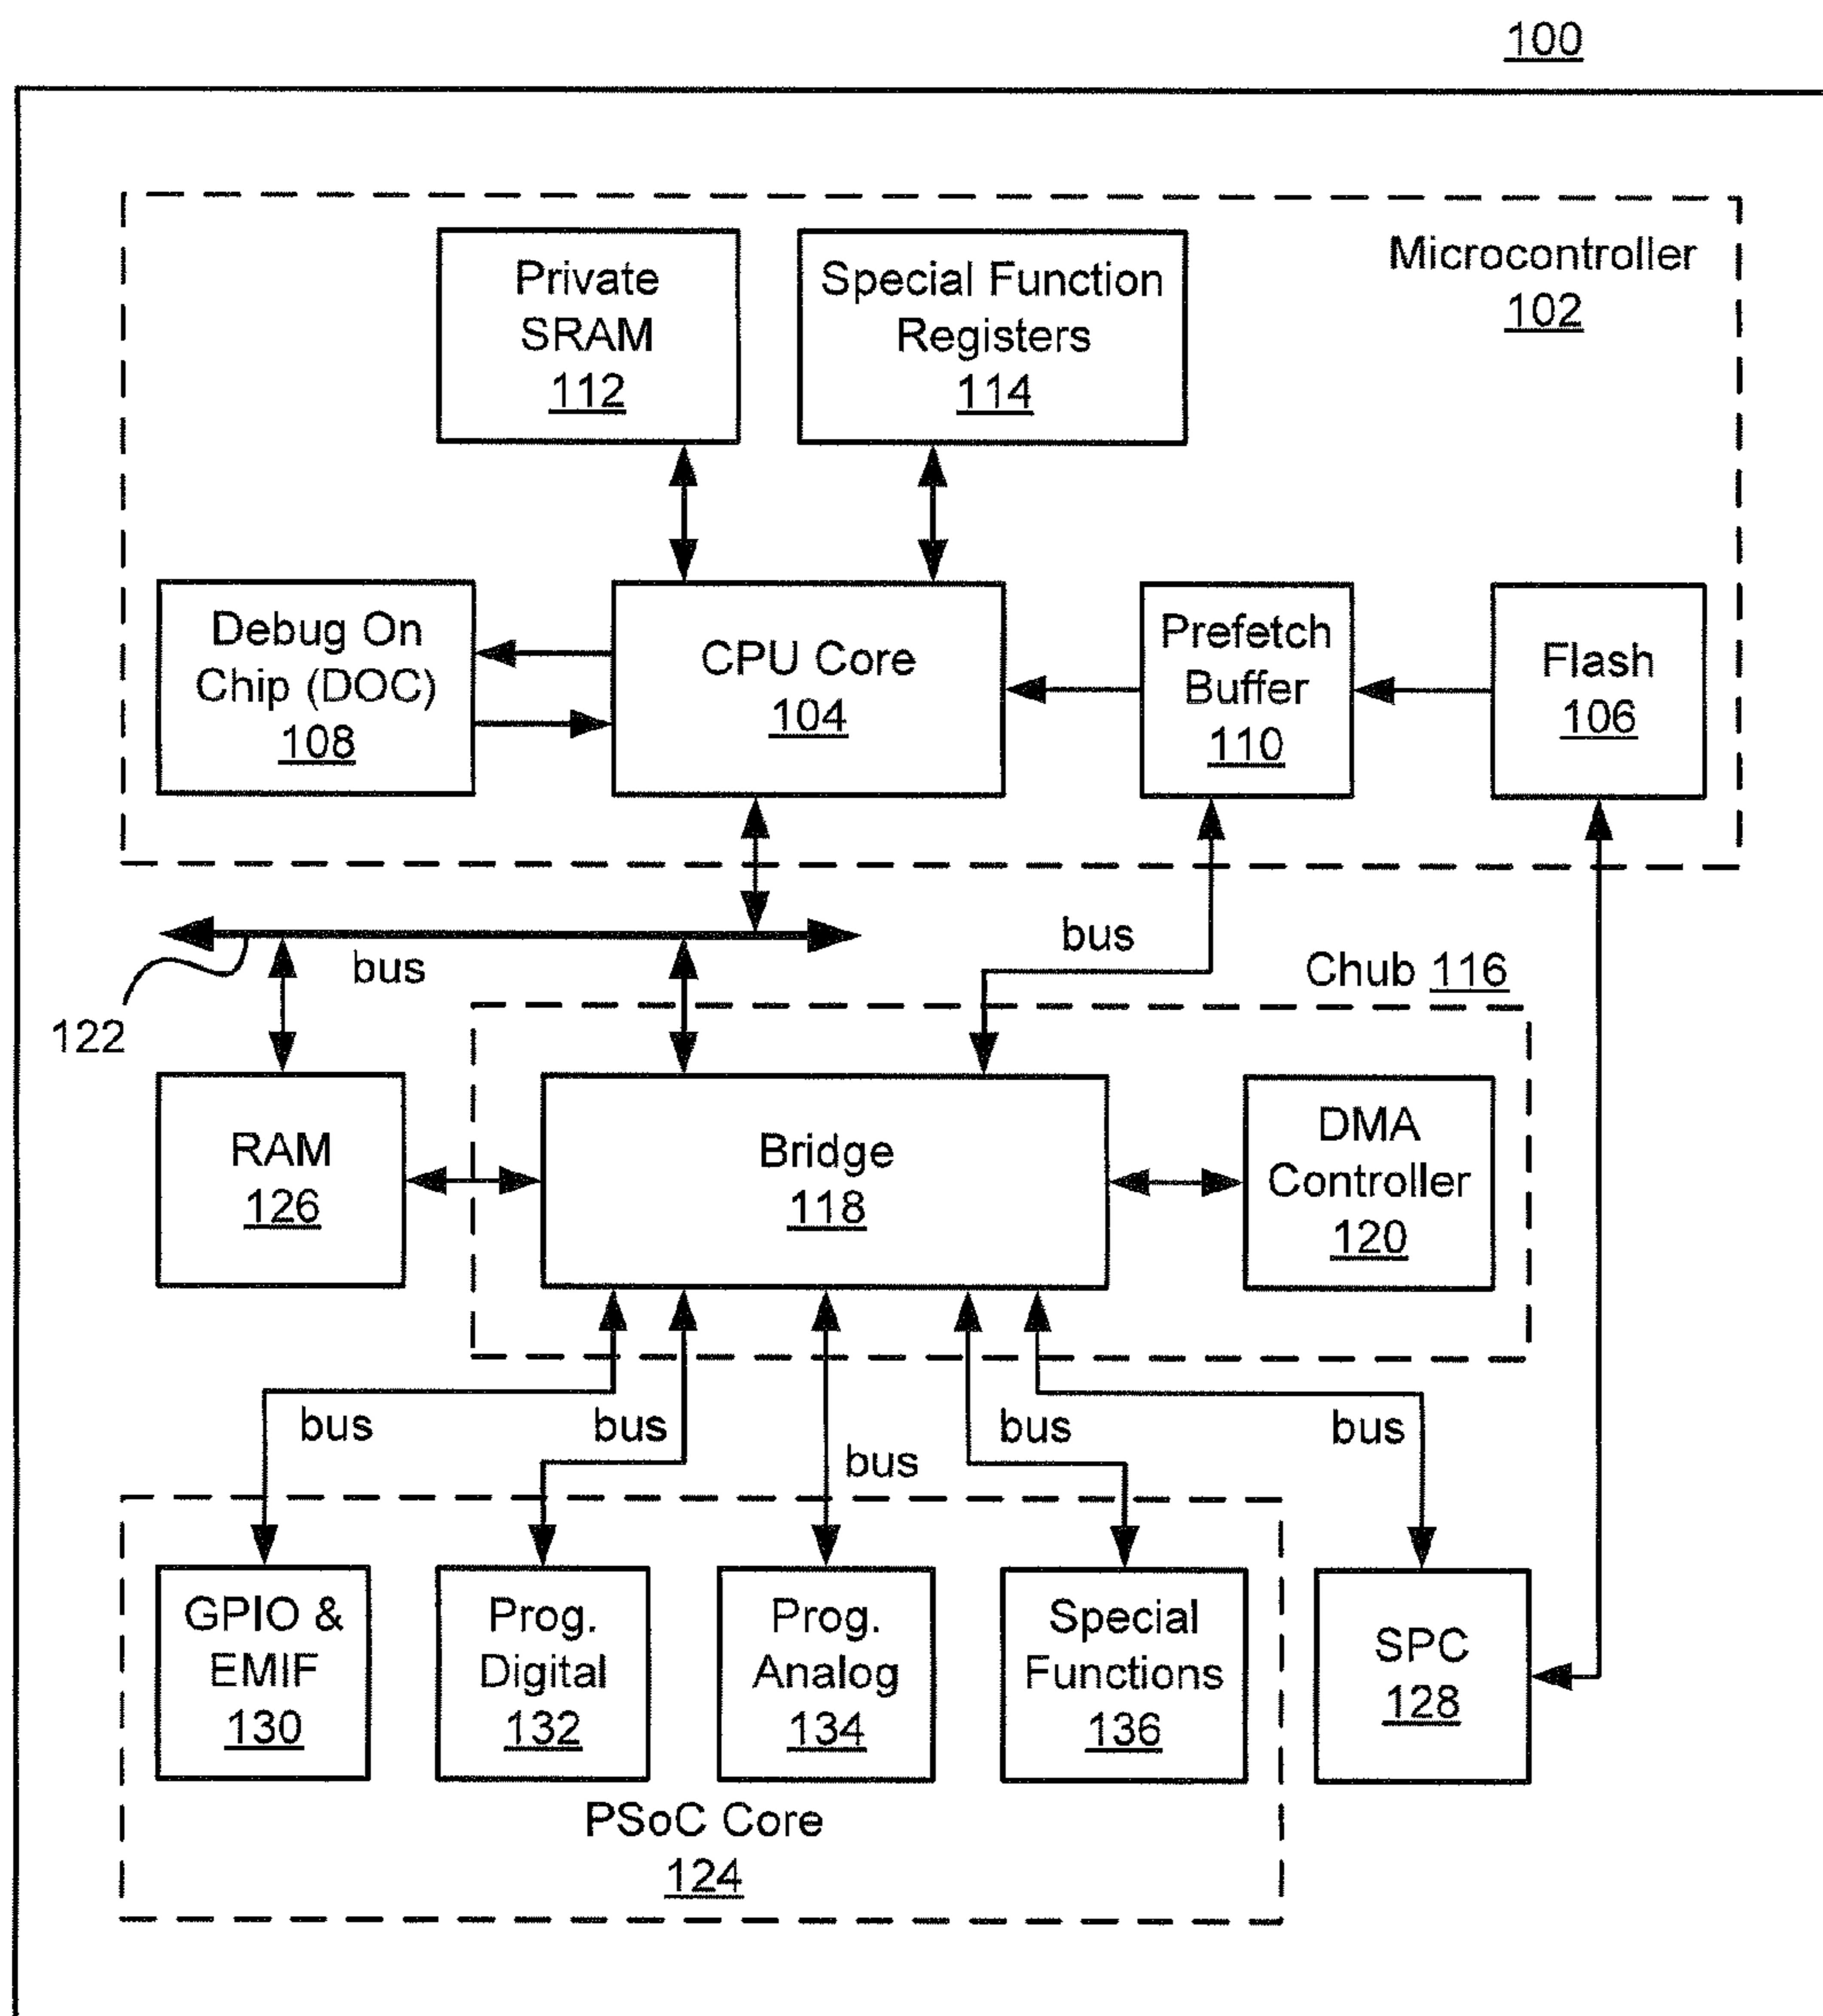 100
Microcontroller
102
Private
SRAM
112
Special Function
Registers
114
Debug On
Chip (DOC)
108
CPU Core
104
Prefetch
Buffer
110
Flash
106
bus
bus
122
Chub 116
RAM
126
Bridge
118
DMA
Controller
120
bus
bus
bus
bus
bus
GPIO &
EMIF
130
Prog.
Digital
132
Prog.
Analog
134
Special
Functions
136
SPC
128
PSoC Core
124